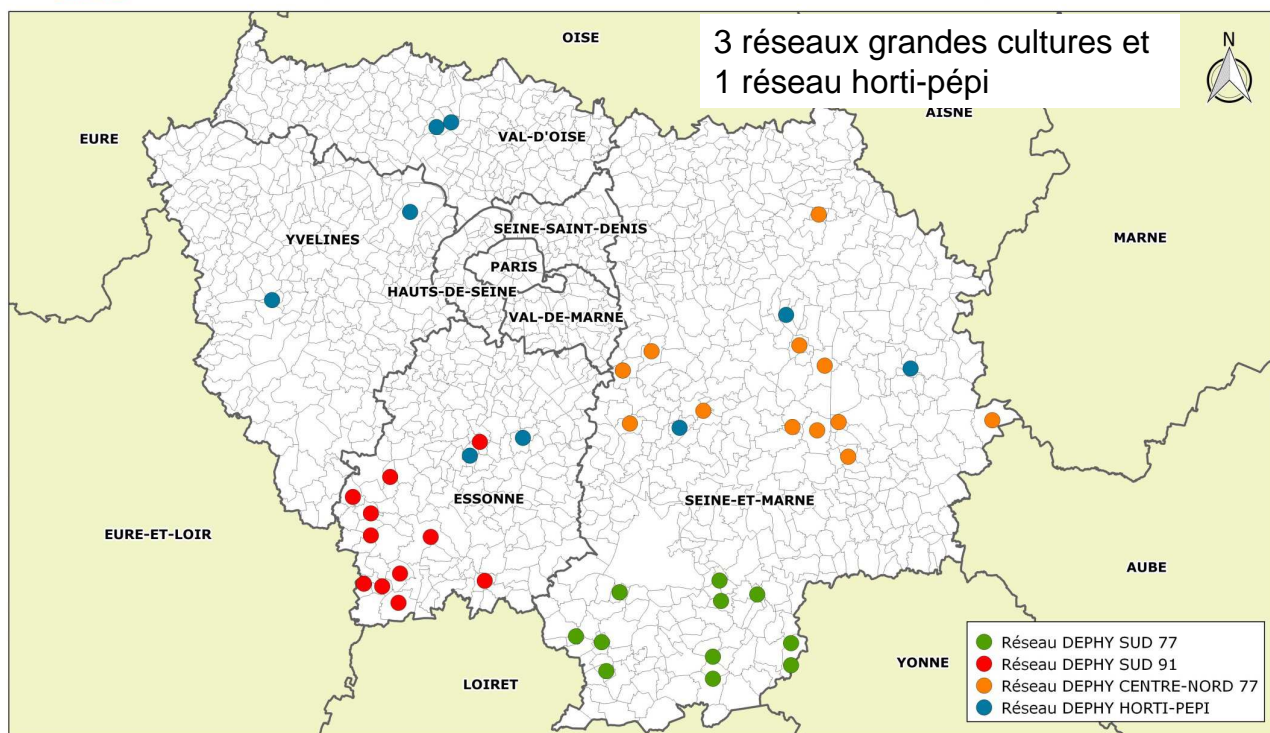 OISE
3 réseaux grandes cultures et
1 réseau horti-pépi
N
AISNE
EURE
VAL-D'OISE
SEINE-SAINT-DENIS
YVELINES
MARNE
PARIS
HAUTS-DE-SEINE
VAL-DE-MARNE
ESSONNE
SEINE-ET-MARNE
EURE-ET-LOIR
AUBE
YONNE
LOIRET
Réseau DEPHY SUD 77
Réseau DEPHY SUD 91
Réseau DEPHY CENTRE-NORD 77
Réseau DEPHY HORTI-PEPI